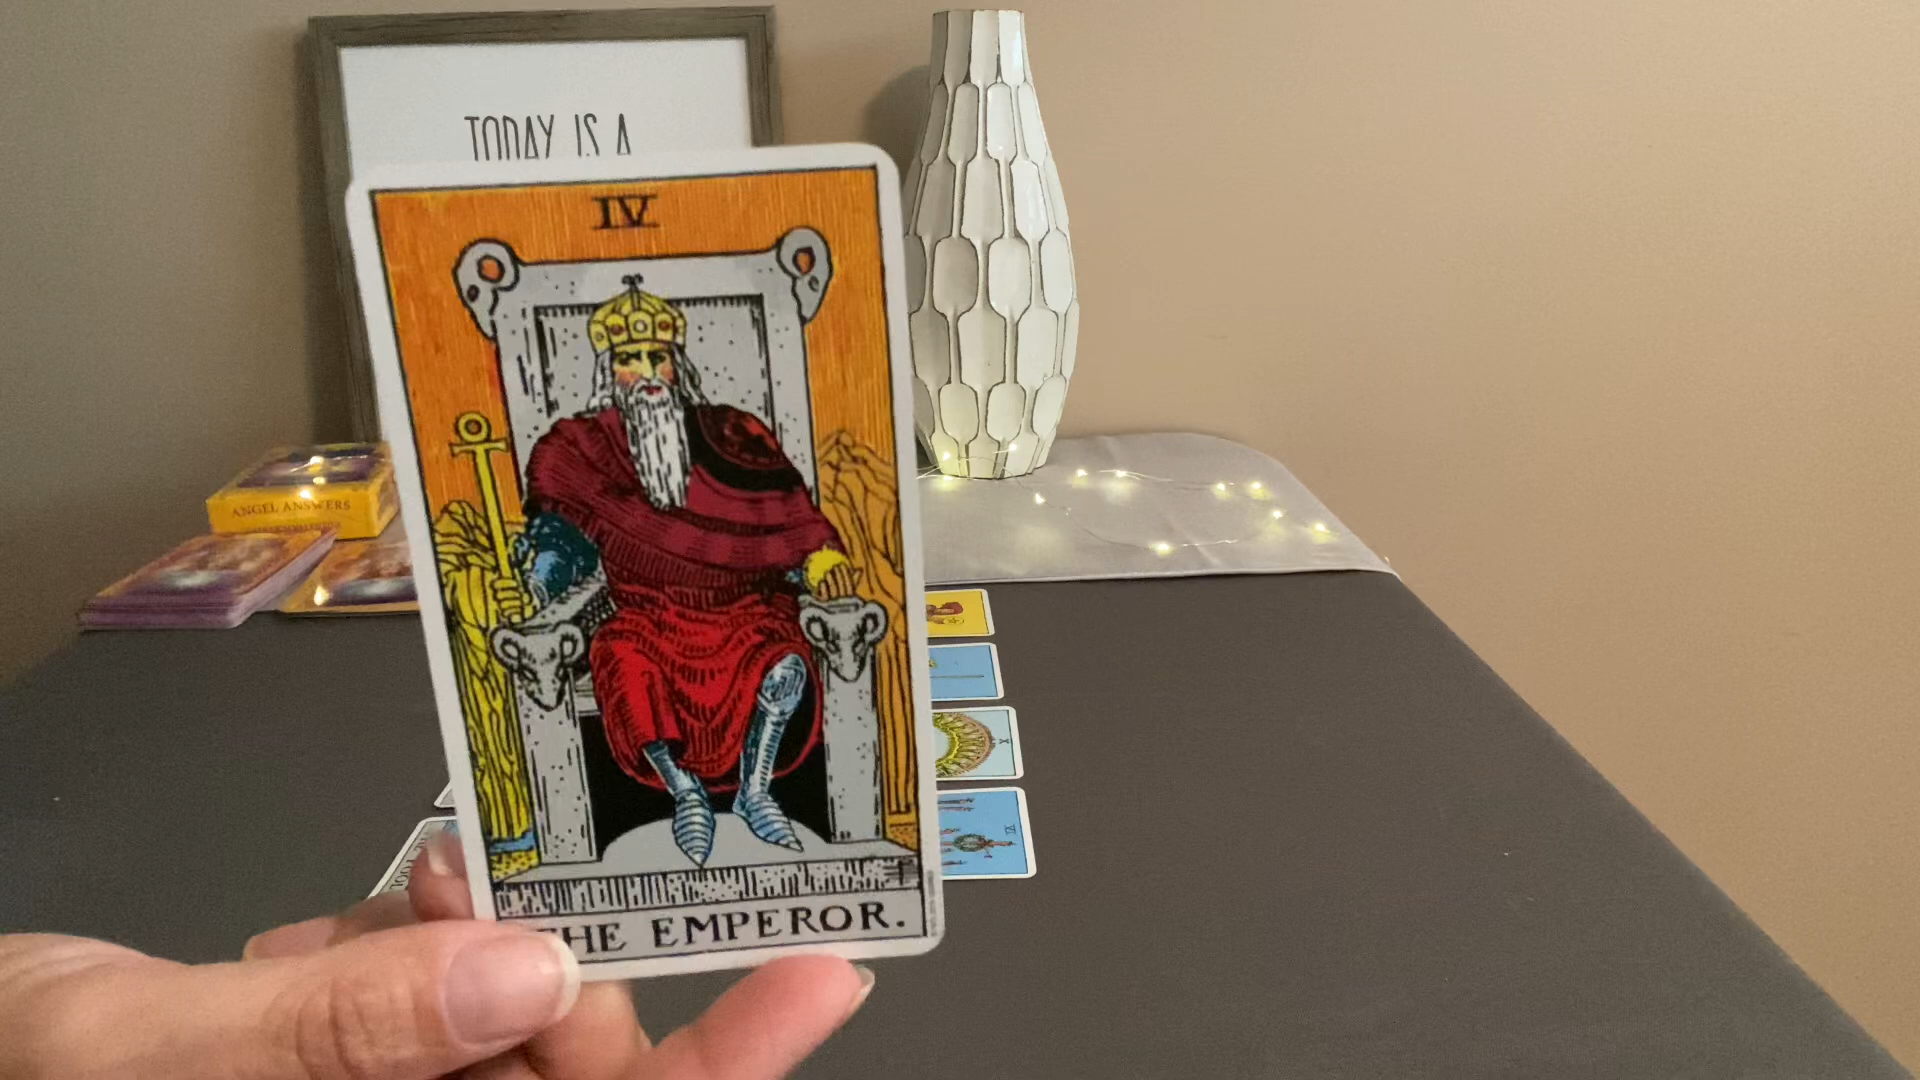 TODAY IS A
IV
ANGEL ANSWERS
THE EMPEROR.
X